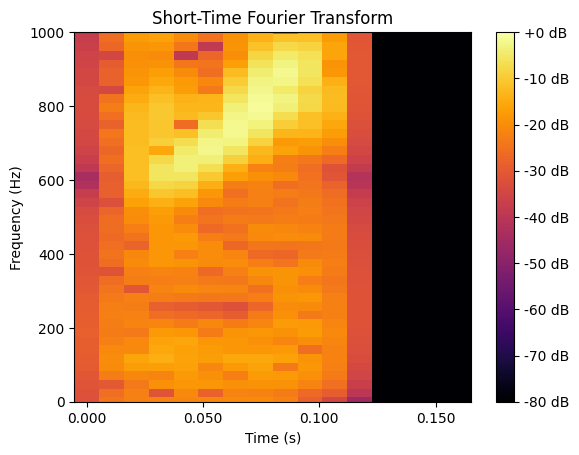 Short-Time Fourier Transform
1000
800
600
400
200
0
Frequency (Hz)
0.000
0.050
0.100
0.150
Time (s)
+0 dB
-10 dB
-20 dB
-30 dB
-40 dB
-50 dB
-60 dB
-70 dB
-80 dB